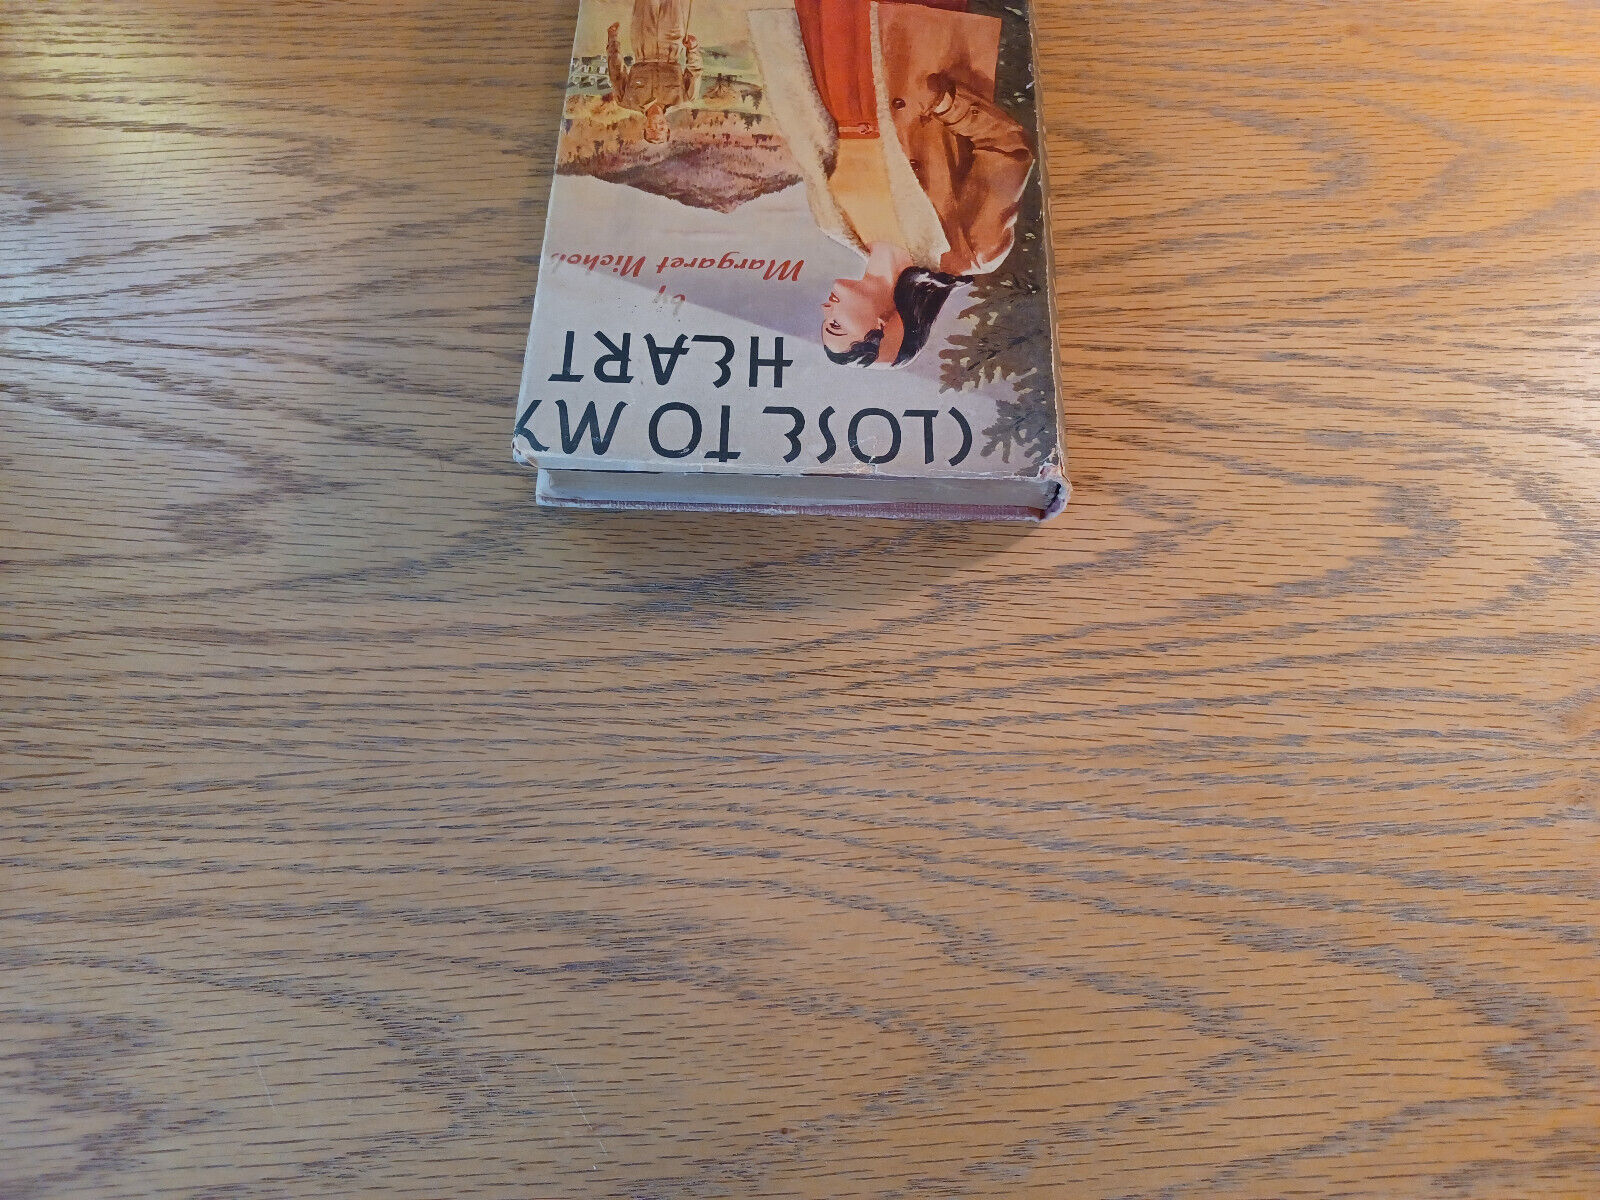 CLOSE TO MY
HEART
by
Margaret Nichols